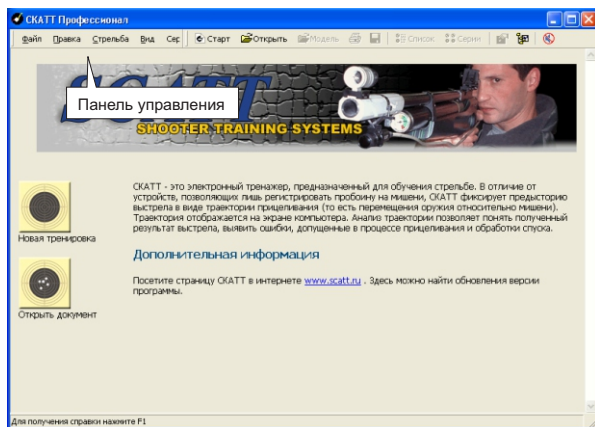 СКАТТ Профессионал
Файл Правка Стрельба Вид Сер Старт Открыть Модель Список Серии
Панель управления
SCATT
SHOOTER TRAINING SYSTEMS
СКАТТ - это электронный тренажер, предназначенный для обучения стрельбе. В отличие от
устройств, позволяющих лишь регистрировать пробоину на мишени, СКАТТ фиксирует предысторию
выстрела в виде траектории прицеливания (то есть перемещения оружия относительно мишени).
Траектория отображается на экране компьютера. Анализ траектории позволяет понять полученный
результат выстрела, выявить ошибки, допущенные в процессе прицеливания и обработки спуска.
Новая тренировка
Дополнительная информация
Посетите страницу СКАТТ в интернете www.scatt.ru . Здесь можно найти обновления версии
программы.
Открыть документ
Для получения справки нажмите F1